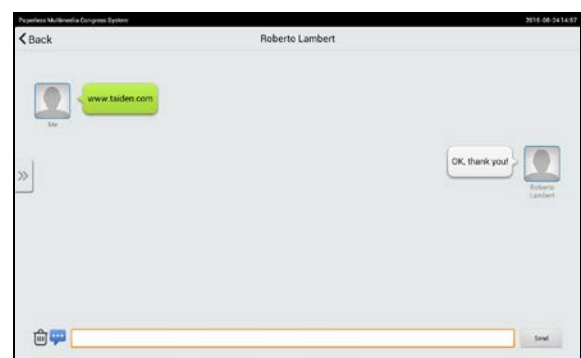 Paperless Multimedia Congress System
2015-08-24 14:57
Back
Roberto Lambert
www.taiden.com
Me
OK, thank you!
Roberto
Lambert
Send